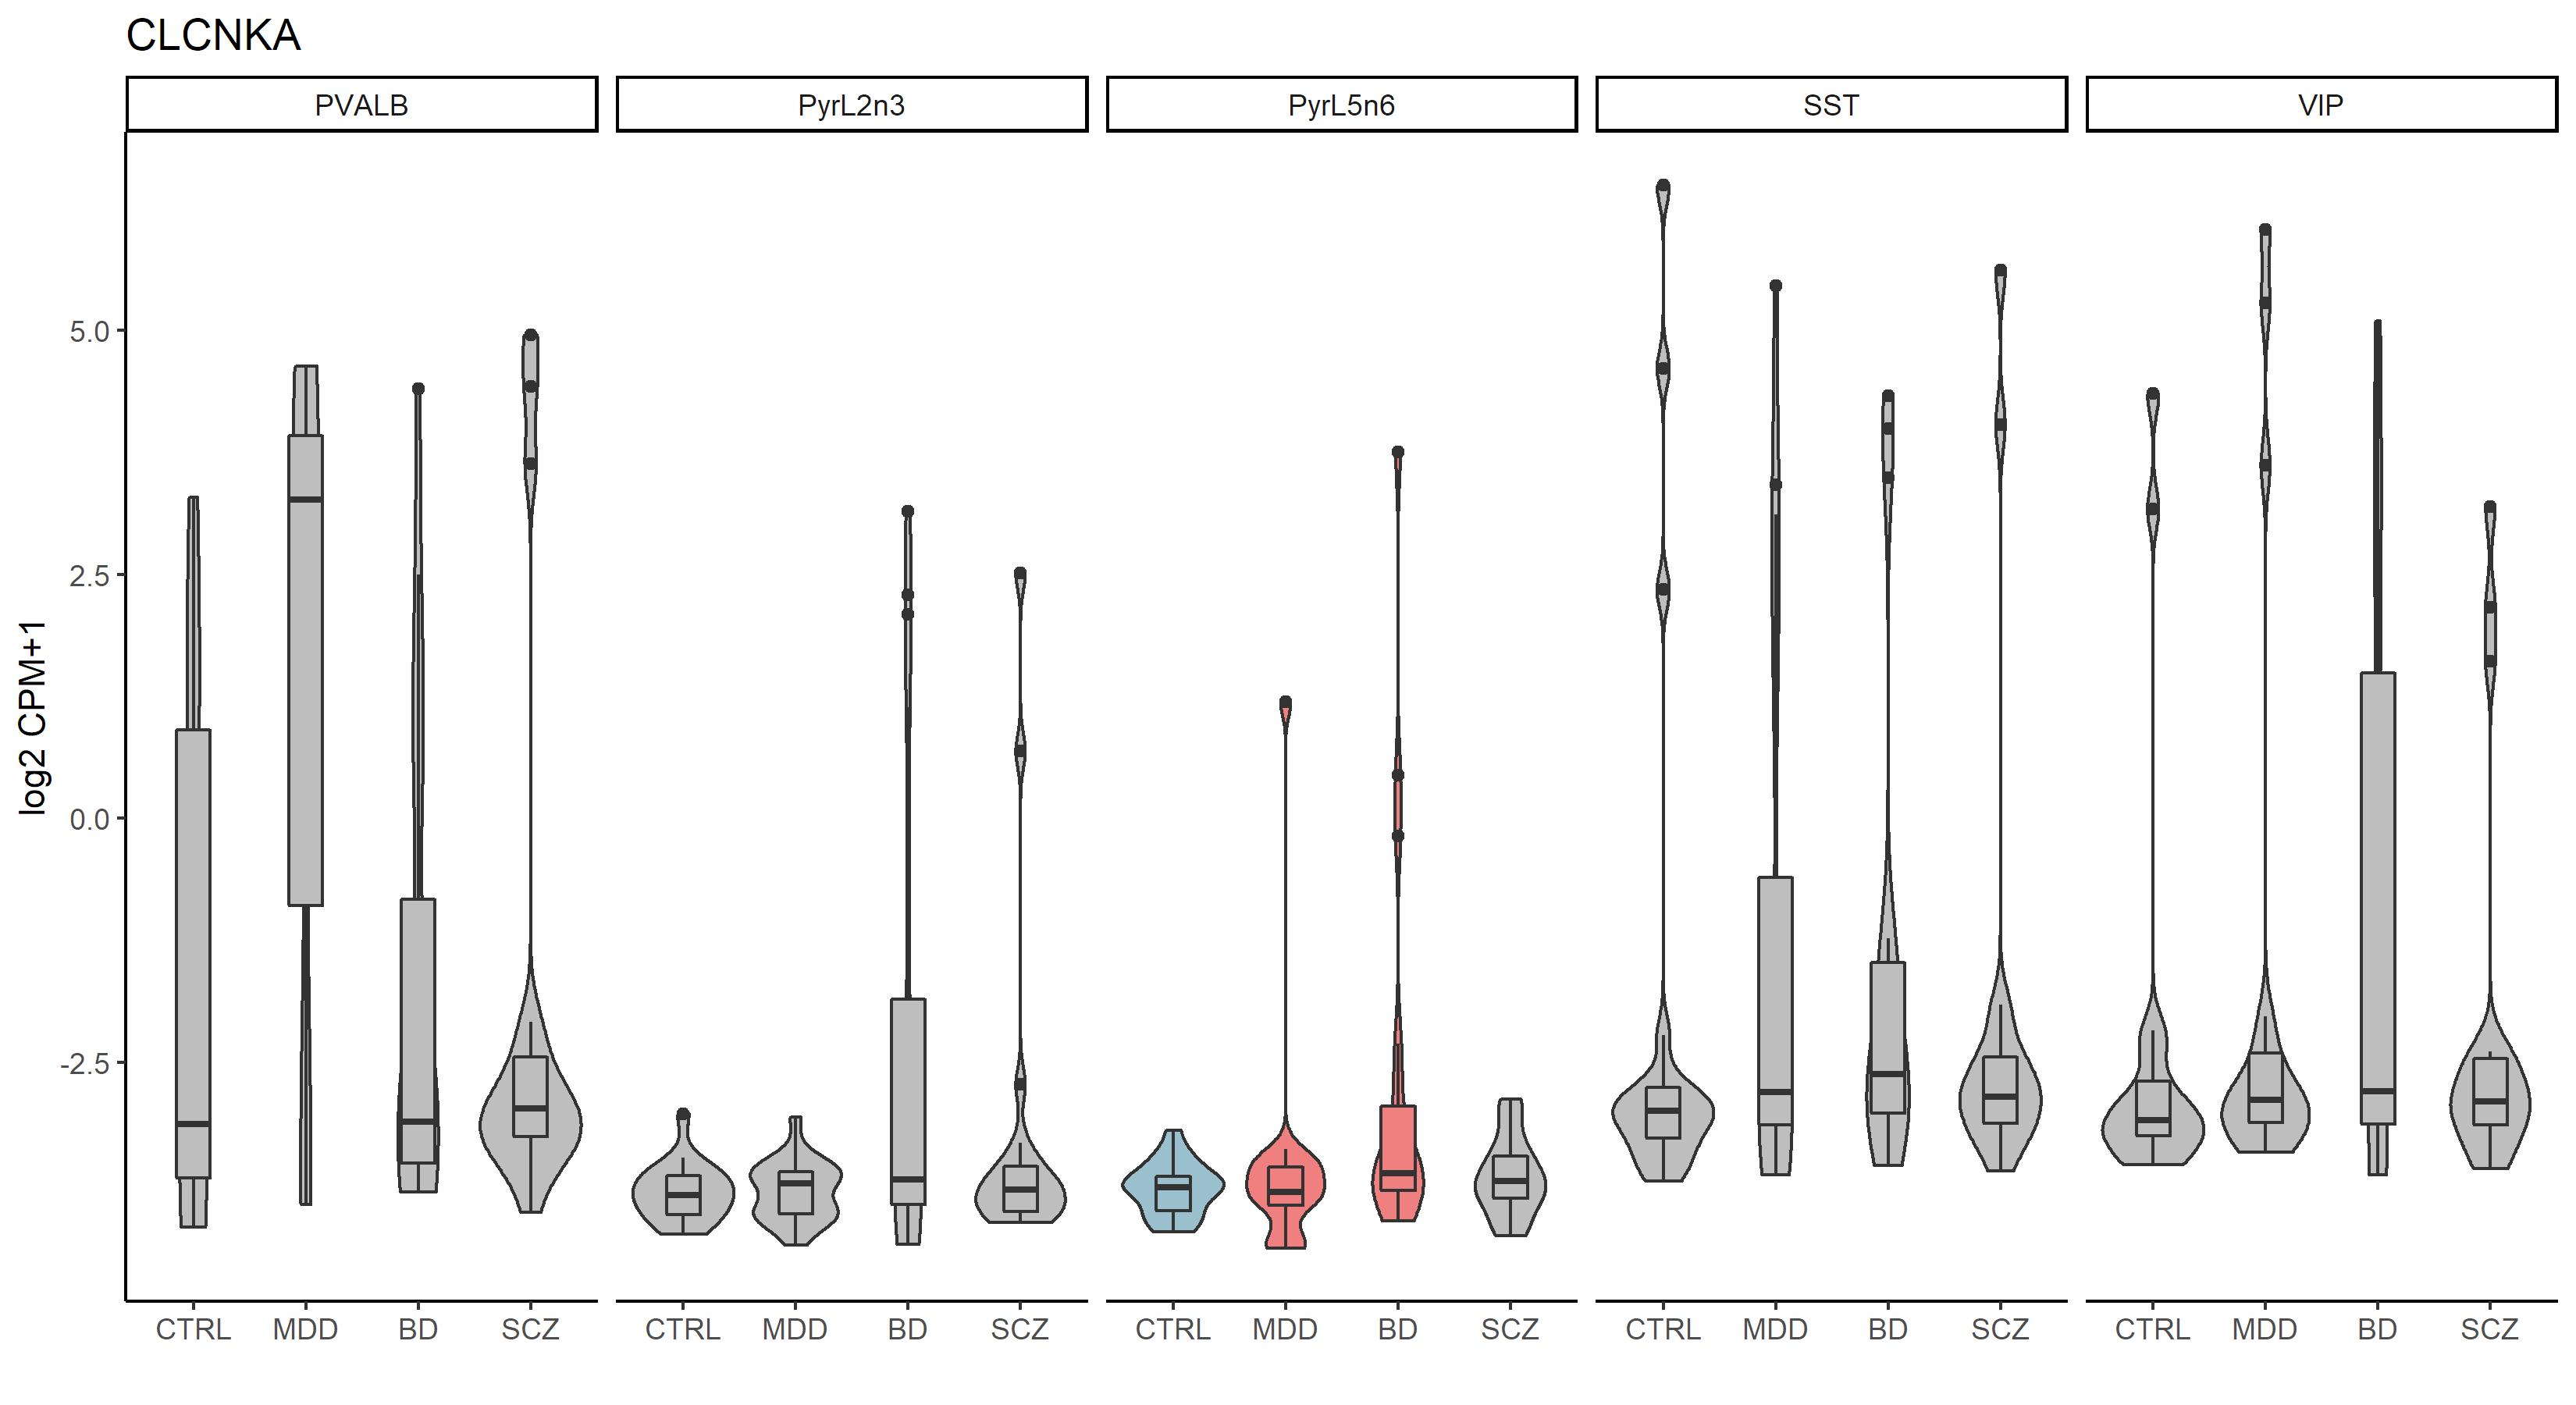 CLCNKA
PVALB PyrL2n3 PyrL5n6 SST VIP
log2 CPM+1
5.0
2.5
0.0
-2.5
CTRL MDD BD SCZ CTRL MDD BD SCZ CTRL MDD BD SCZ CTRL MDD BD SCZ CTRL MDD BD SCZ